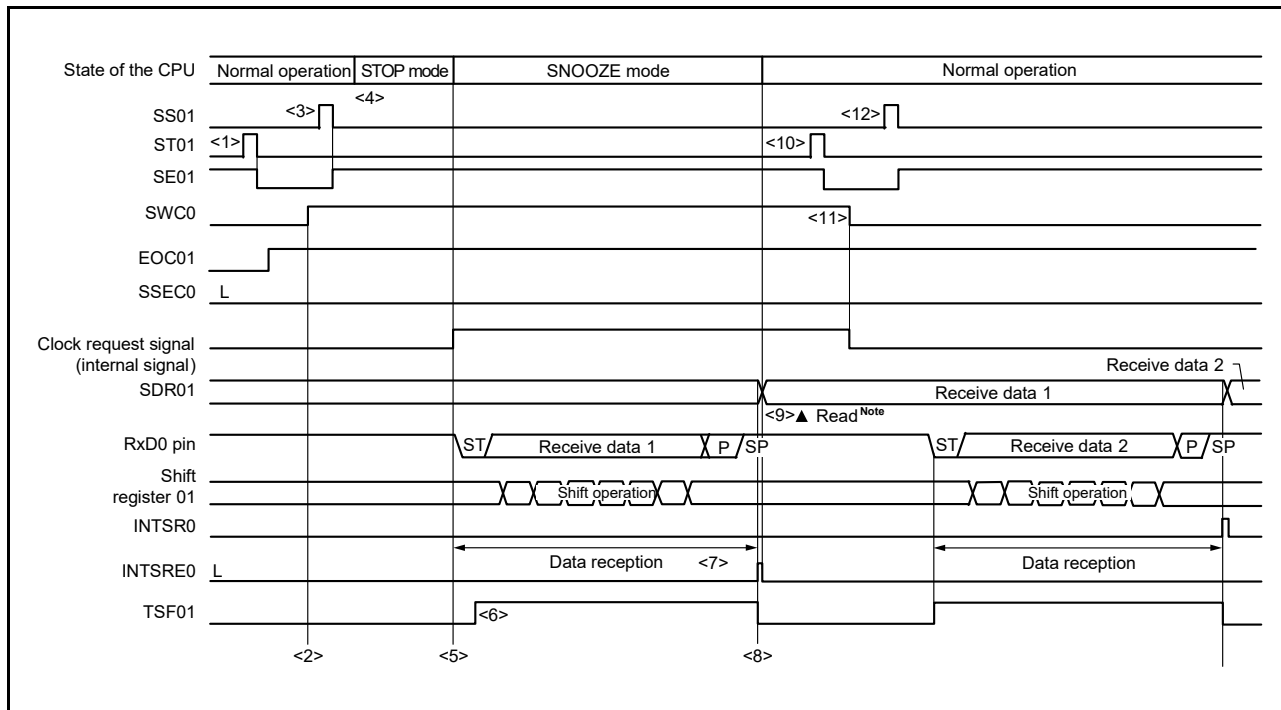 State of the CPU Normal operation STOP mode SNOOZE mode Normal operation
<4>
SS01 <3> <12>
ST01 <1> <10>
SE01
SWC0 <11>
EOC01
SSEC0 L
Clock request signal
(internal signal)
Receive data 2
SDR01 Receive data 1
<9>▲ Read Note
RxD0 pin ST Receive data 1 P SP ST Receive data 2 P SP
Shift
register 01 Shift operation Shift operation
INTSR0
Data reception <7> Data reception
INTSRE0 L
TSF01 <6>
<2> <5> <8>